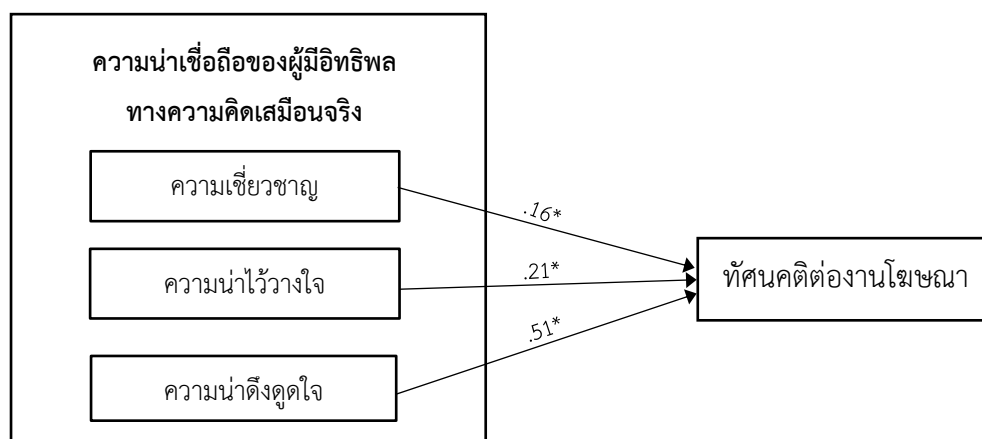 ความน่าเชื่อถือของผู้มีอิทธิพล
ทางความคิดเสมือนจริง
ความเชี่ยวชาญ
.16*
ความน่าไว้วางใจ
.21*
ทัศนคติต่องานโฆษณา
.51*
ความน่าดึงดูดใจ